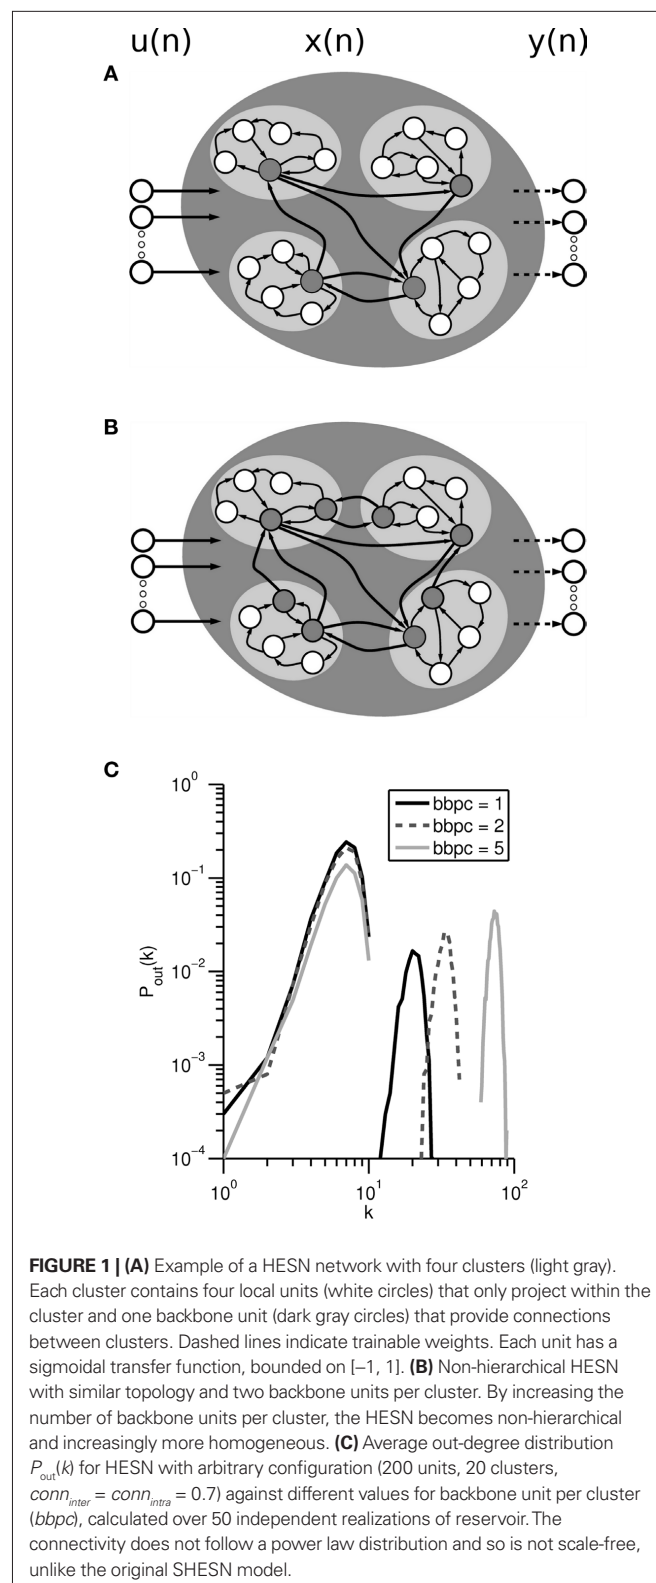 u(n) x(n) y(n)
A
B
C
10^0
10^-1
10^-2
10^-3
10^-4
P_out(k)
bbpc = 1
bbpc = 2
bbpc = 5
10^0 10^1 10^2
k
FIGURE 1 | (A) Example of a HESN network with four clusters (light gray).
Each cluster contains four local units (white circles) that only project within the
cluster and one backbone unit (dark gray circles) that provide connections
between clusters. Dashed lines indicate trainable weights. Each unit has a
sigmoidal transfer function, bounded on [–1, 1]. (B) Non-hierarchical HESN
with similar topology and two backbone units per cluster. By increasing the
number of backbone units per cluster, the HESN becomes non-hierarchical
and increasingly more homogeneous. (C) Average out-degree distribution
P_out(k) for HESN with arbitrary configuration (200 units, 20 clusters,
conn_inter = conn_intra = 0.7) against different values for backbone unit per cluster
(bbpc), calculated over 50 independent realizations of reservoir. The
connectivity does not follow a power law distribution and so is not scale-free,
unlike the original SHESN model.